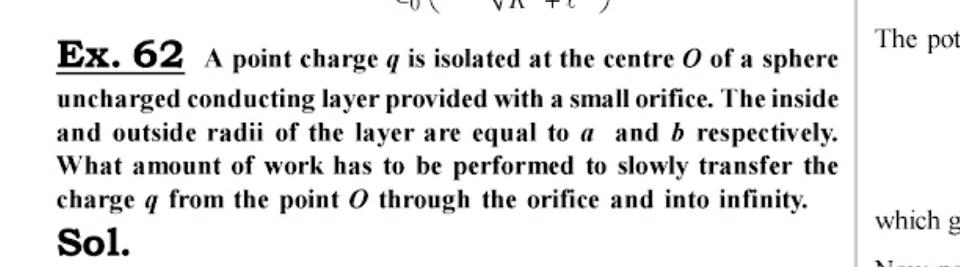 Ex. 62 A point charge q is isolated at the centre O of a sphere
uncharged conducting layer provided with a small orifice. The inside
and outside radii of the layer are equal to a and b respectively.
What amount of work has to be performed to slowly transfer the
charge q from the point O through the orifice and into infinity.
Sol.
The pot
which g